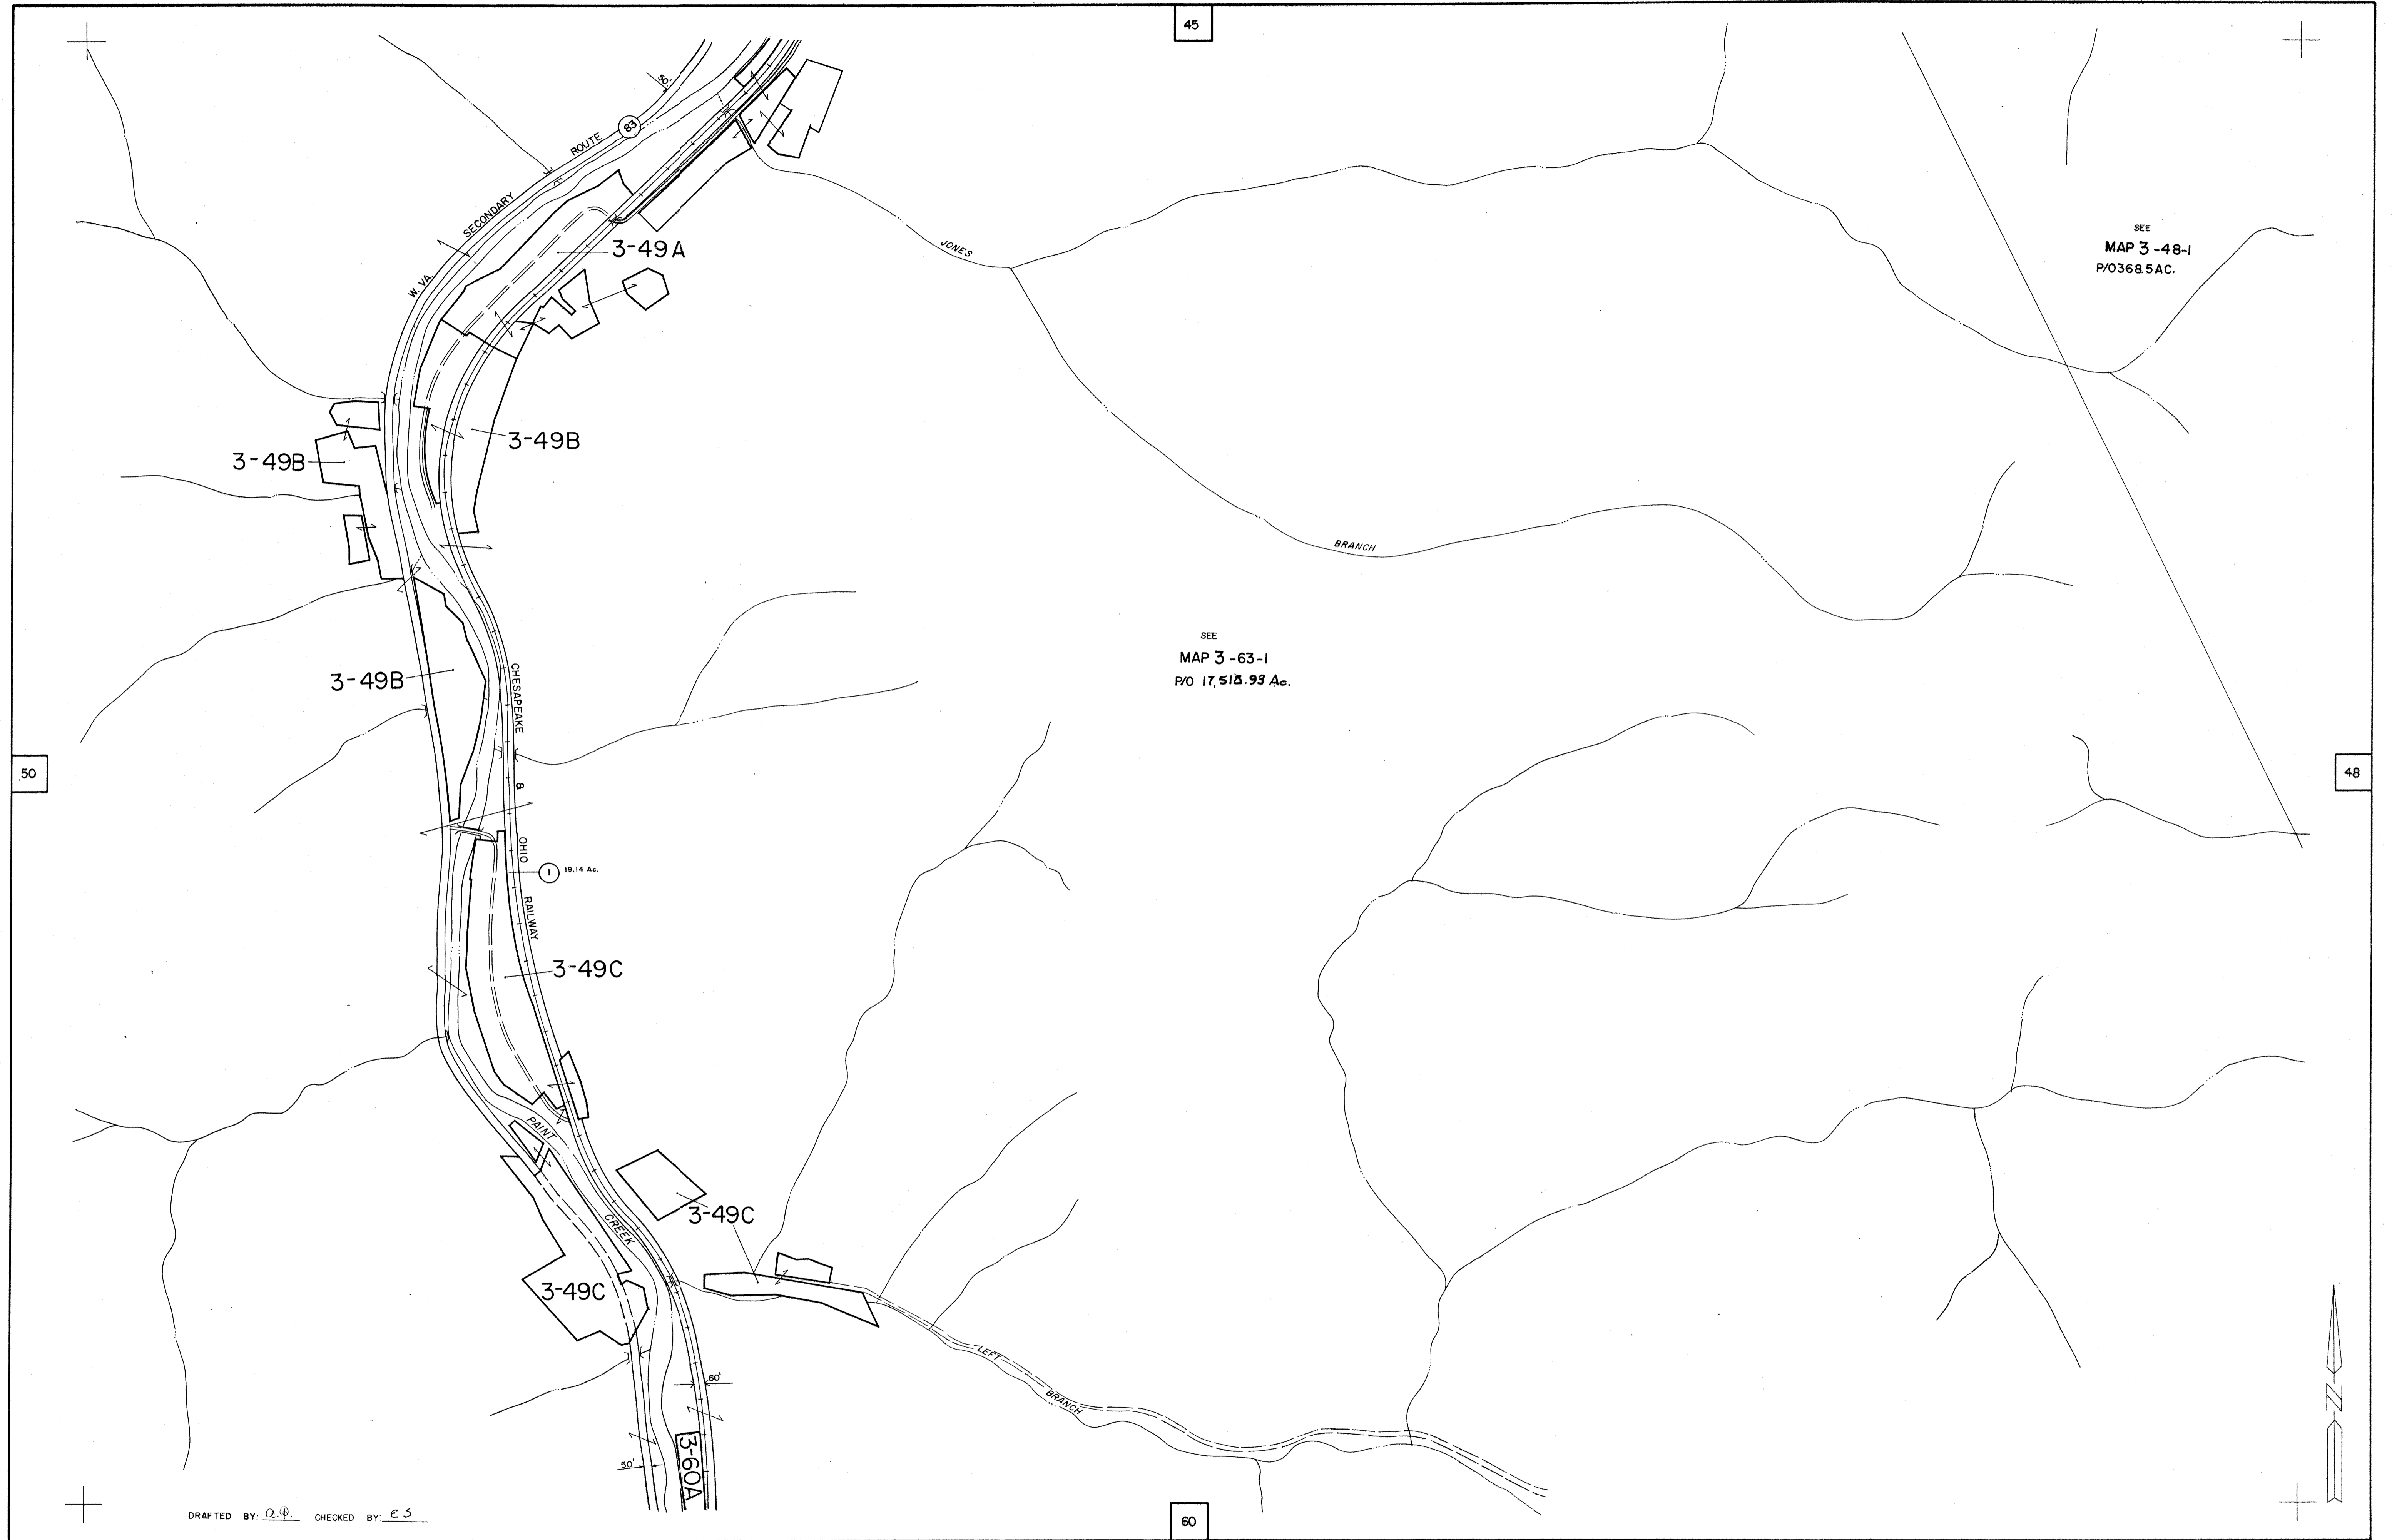 45
50'
83
W. VA. SECONDARY ROUTE
3-49A
JONES
SEE
MAP 3-48-1
P/O 368.5 AC.
3-49B
3-49B
BRANCH
SEE
MAP 3-63-1
P/O 17,518.93 Ac.
3-49B
CHESAPEAKE & OHIO RAILWAY
50
48
1 19.14 Ac.
3-49C
PAINT CREEK
3-49C
3-49C
LEFT BRANCH
60'
50'
3-60A
N
DRAFTED BY: CHECKED BY: ES
60